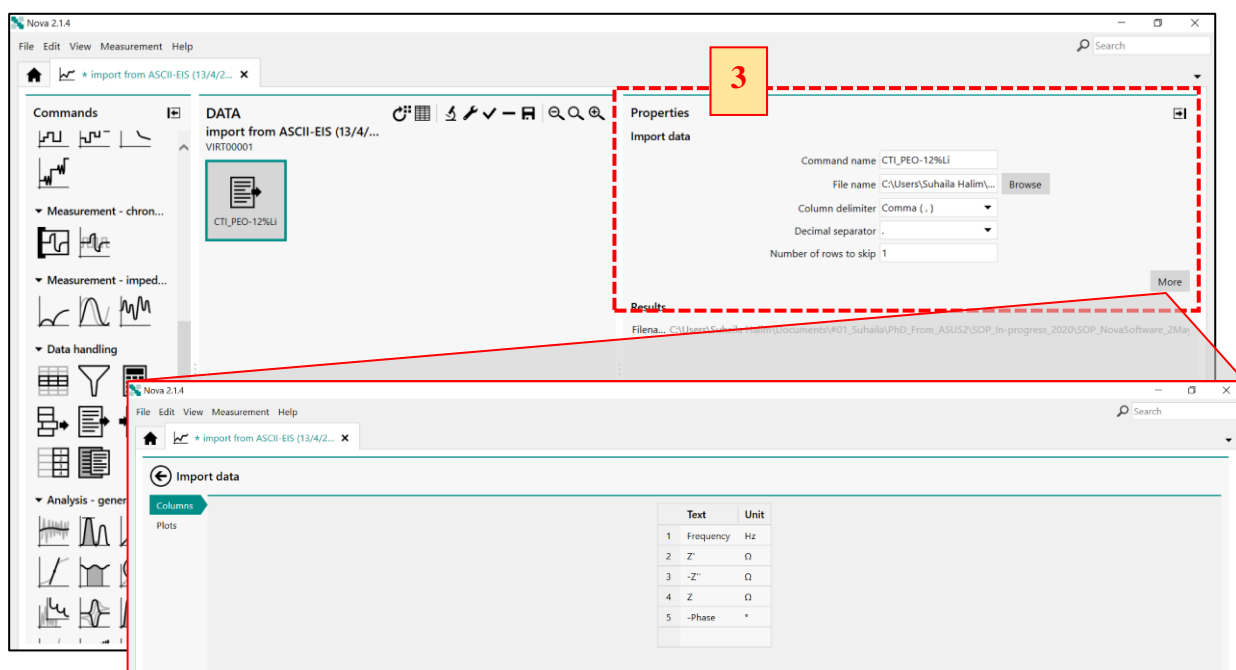 Nova 2.1.4
File Edit View Measurement Help
Search
3
* import from ASCII-EIS (13/4/2...
Commands
Measurement - chron...
Measurement - imped...
Data handling
Analysis - gener
DATA
import from ASCII-EIS (13/4/...
VIRT00001
CTI_PEO-12%Li
Properties
Import data
Command name CTI_PEO-12%Li
File name C:\Users\Suhaila Halim\... Browse
Column delimiter Comma ( , )
Decimal separator .
Number of rows to skip 1
More
Results
Filena... C:\Users\Suhaila Halim\Documents\#01_Suhaila\PhD_From_ASUS2\SOP_In-progress_2020\SOP_NovaSoftware_2May
Nova 2.1.4
File Edit View Measurement Help
Search
* import from ASCII-EIS (13/4/2...
Import data
Columns
Plots
Text Unit
1 Frequency Hz
2 Z' Ω
3 -Z'' Ω
4 Z Ω
5 -Phase °